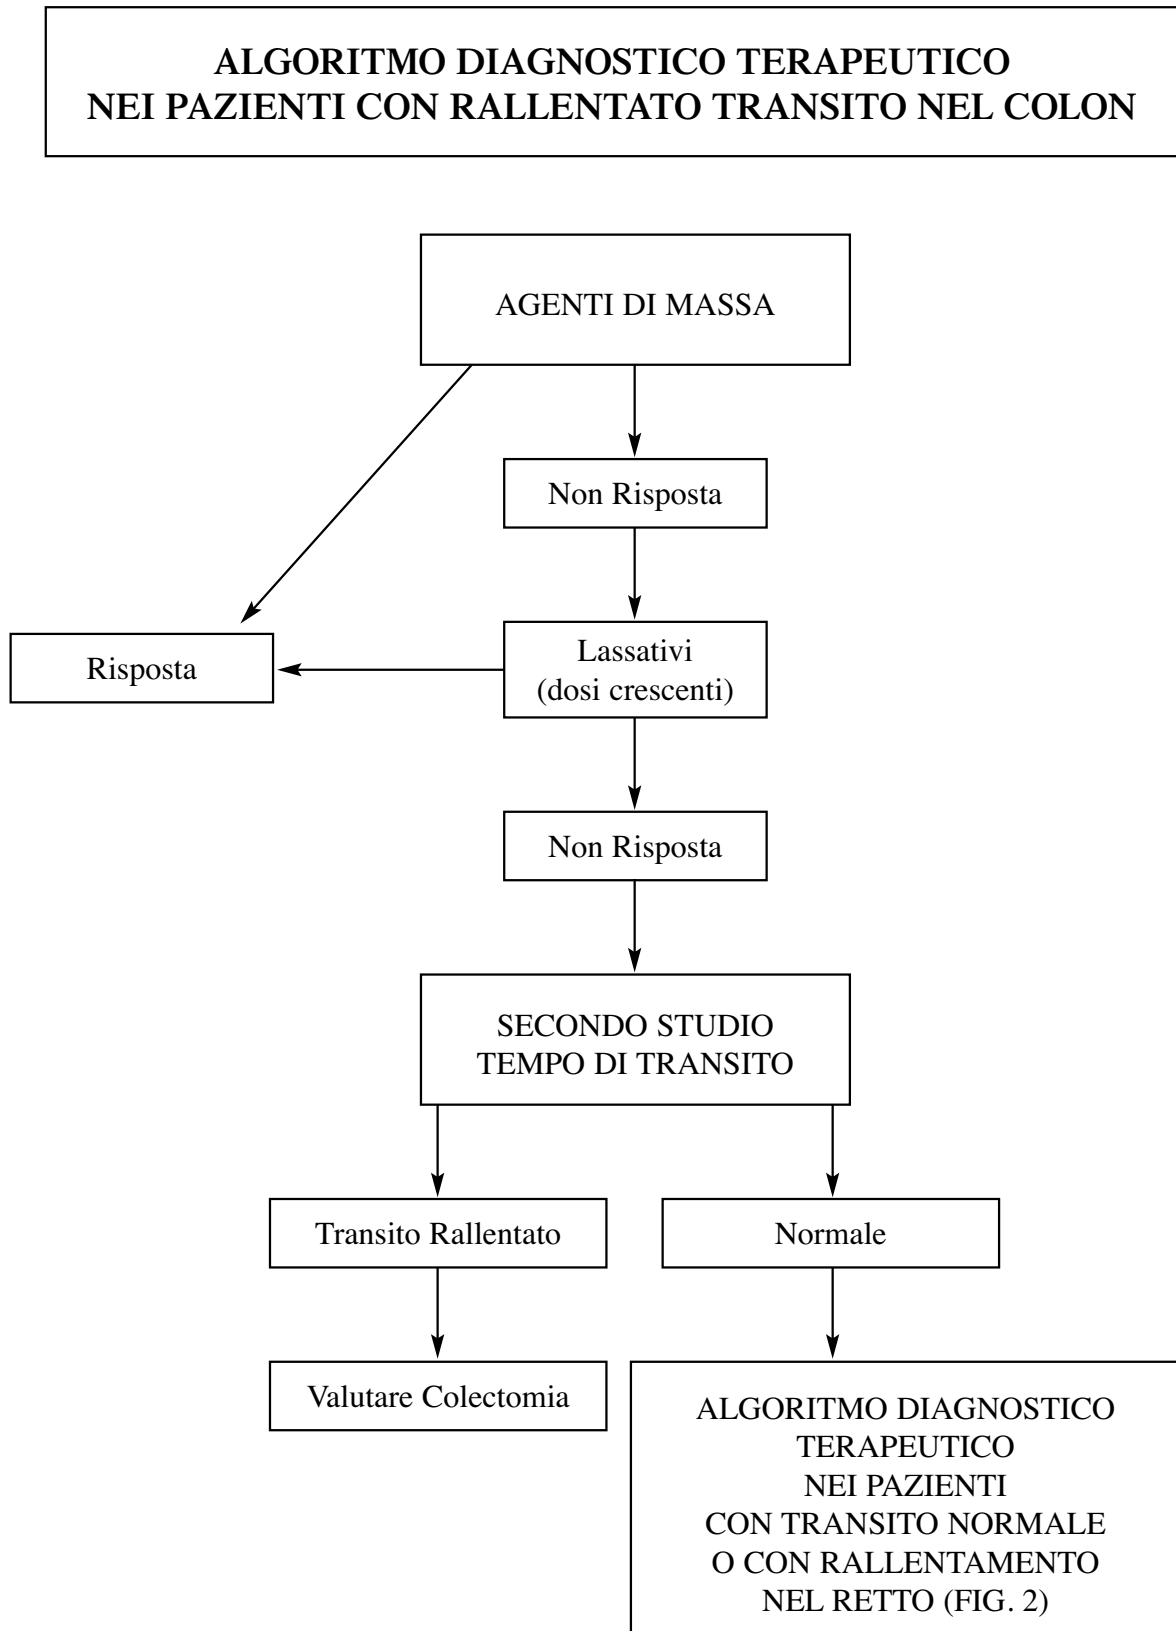 ALGORITMO DIAGNOSTICO TERAPEUTICO
NEI PAZIENTI CON RALLENTATO TRANSITO NEL COLON
AGENTI DI MASSA
Non Risposta
Risposta
Lassativi
(dosi crescenti)
Non Risposta
SECONDO STUDIO
TEMPO DI TRANSITO
Transito Rallentato
Normale
Valutare Colectomia
ALGORITMO DIAGNOSTICO
TERAPEUTICO
NEI PAZIENTI
CON TRANSITO NORMALE
O CON RALLENTAMENTO
NEL RETTO (FIG. 2)